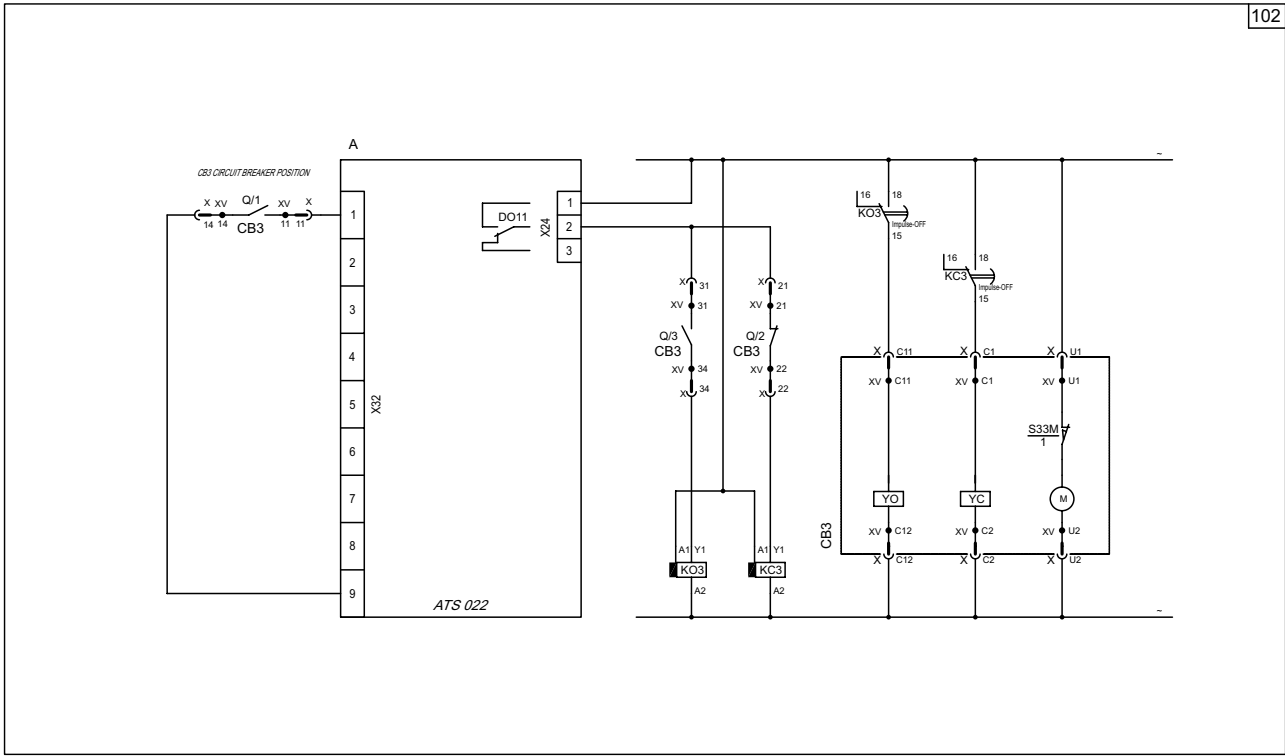 102
A
CB3 CIRCUIT BREAKER POSITION
X XV Q/1 XV X
14 14 CB3 11 11
1
2
3
4
5
6
7
8
9
X32
DO11
X24
1
2
3
ATS 022
~
16 18
KO3
Impulse-OFF
15
16 18
KC3
Impulse-OFF
15
X 31
XV 31
Q/3
CB3
XV 34
X 34
X 21
XV 21
Q/2
CB3
XV 22
X 22
A1 Y1
KO3
A2
A1 Y1
KC3
A2
X C11
XV C11
YO
XV C12
X C12
X C1
XV C1
YC
XV C2
X C2
X U1
XV U1
S33M
1
M
XV U2
X U2
CB3
~